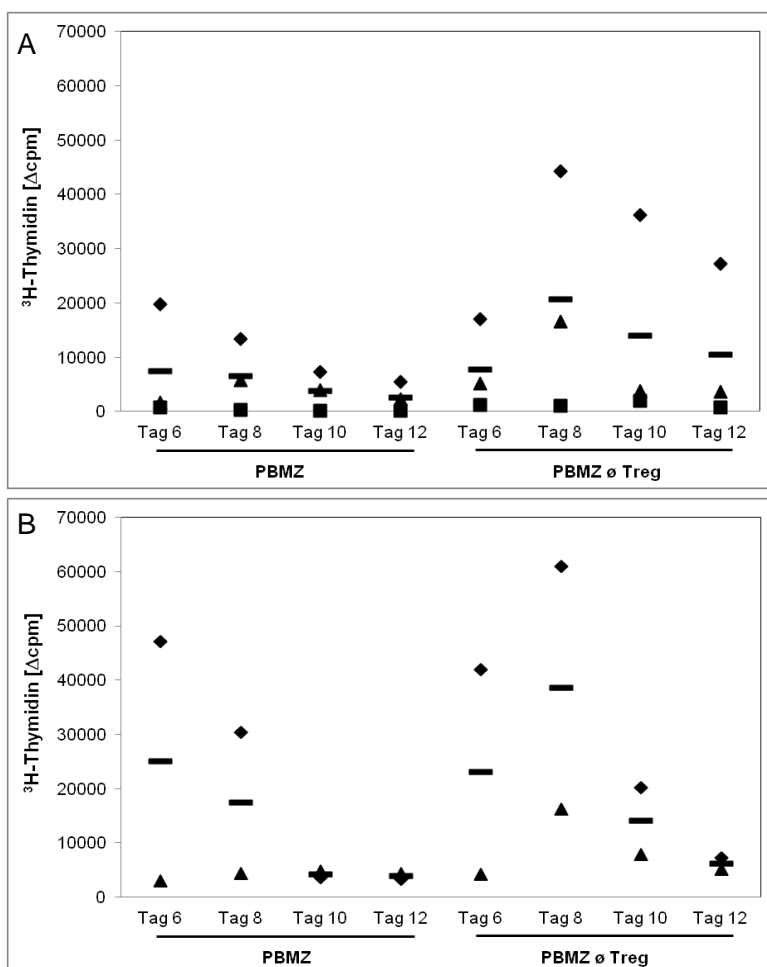 A
³H-Thymidin [Δcpm]
70000
60000
50000
40000
30000
20000
10000
0
Tag 6 Tag 8 Tag 10 Tag 12 Tag 6 Tag 8 Tag 10 Tag 12
PBMZ PBMZ ø Treg
B
³H-Thymidin [Δcpm]
70000
60000
50000
40000
30000
20000
10000
0
Tag 6 Tag 8 Tag 10 Tag 12 Tag 6 Tag 8 Tag 10 Tag 12
PBMZ PBMZ ø Treg